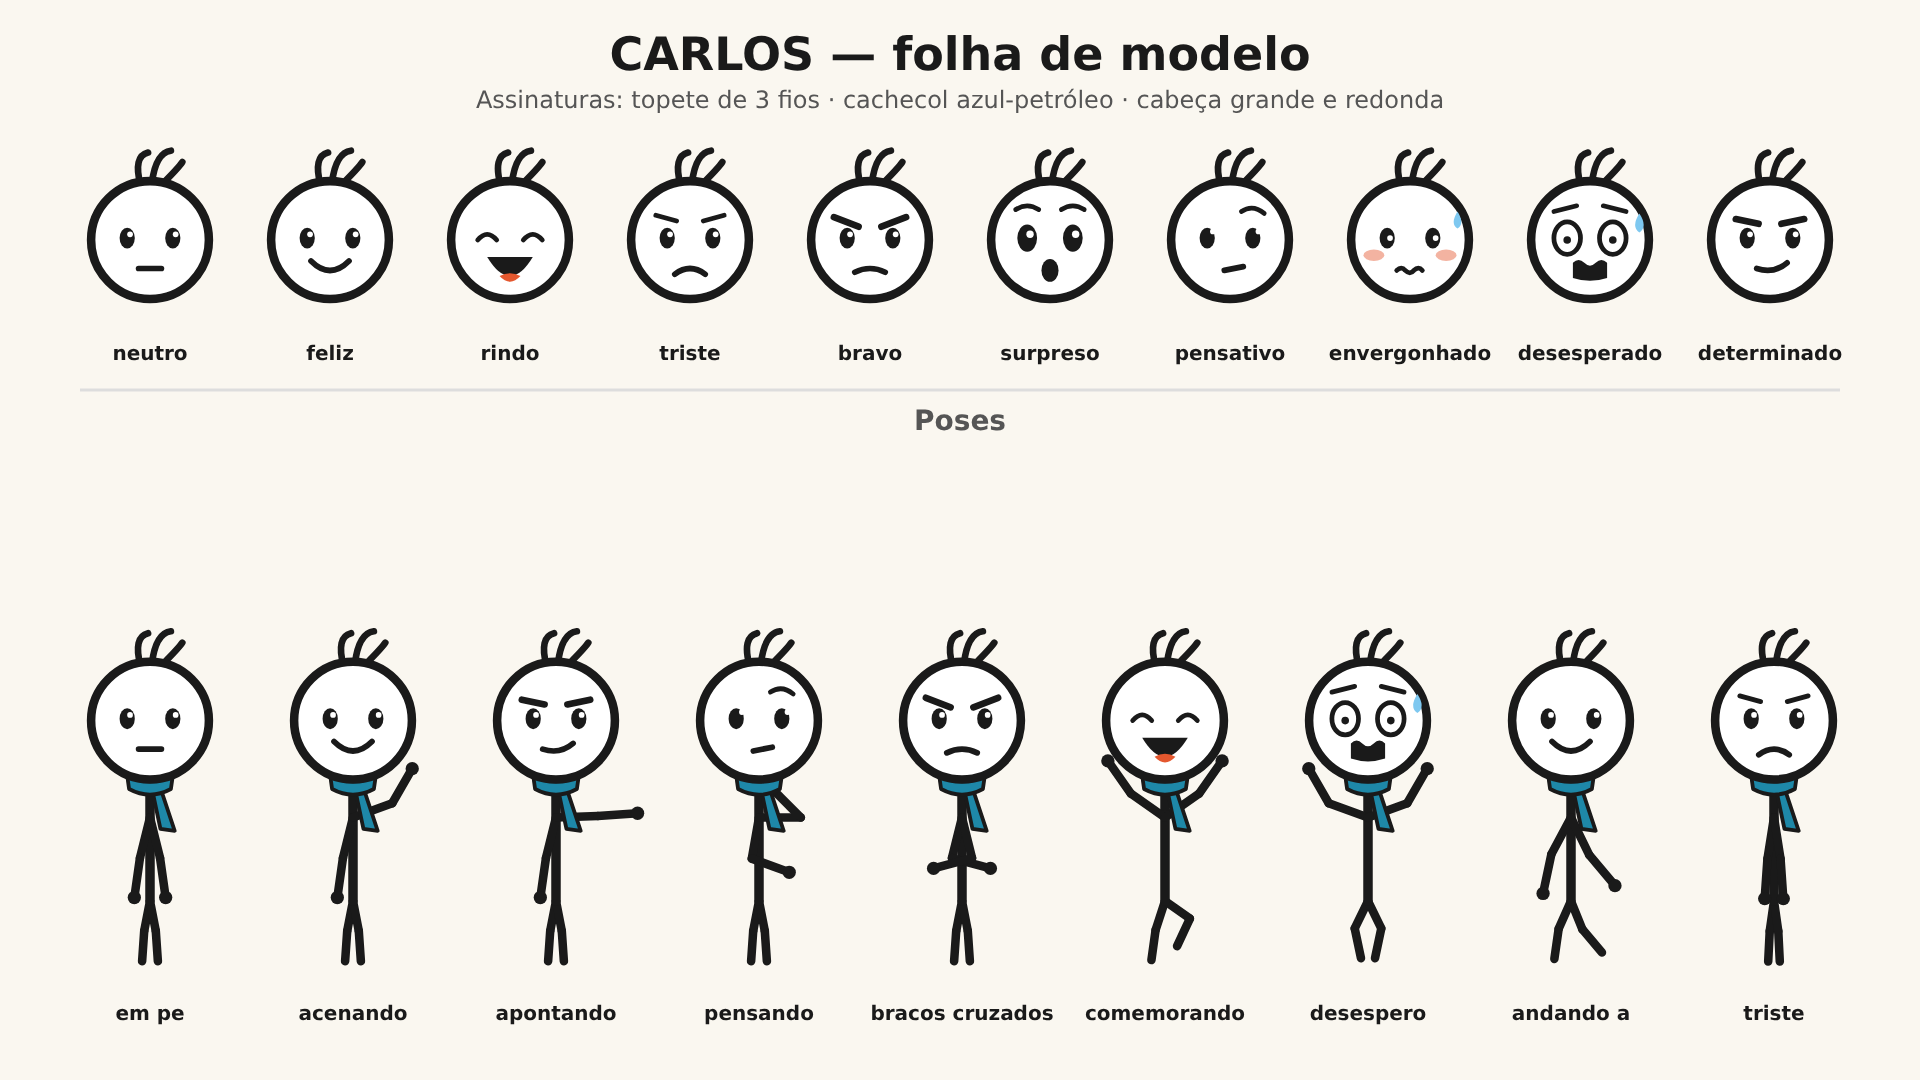 CARLOS — folha de modelo
Assinaturas: topete de 3 fios · cachecol azul-petróleo · cabeça grande e redonda
neutro feliz rindo triste bravo surpreso pensativo envergonhado desesperado determinado
Poses
em pe acenando apontando pensando bracos cruzados comemorando desespero andando a triste